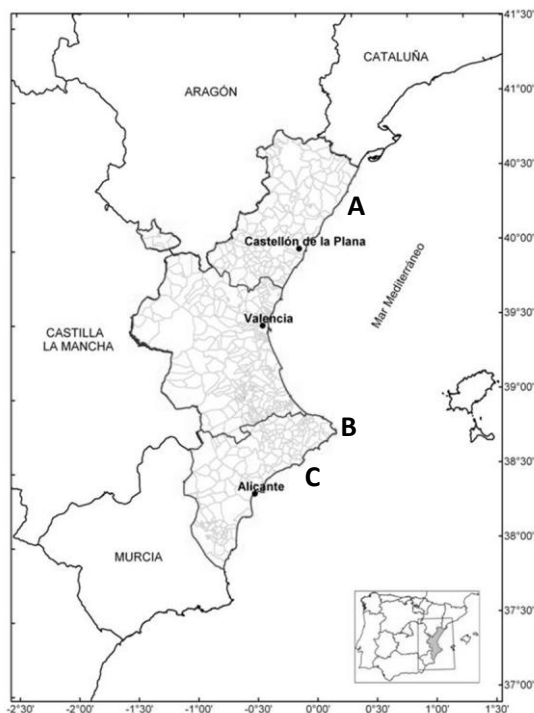 41°30'
CATALUÑA
ARAGÓN
41°00'
40°30'
A
Castellón de la Plana
40°00'
Mar Mediterráneo
39°30'
Valencia
CASTILLA
LA MANCHA
39°00'
B
38°30'
C
Alicante
38°00'
MURCIA
37°30'
37°00'
-2°30' -2°00' -1°30' -1°00' -0°30' 0°00' 0°30' 1°00' 1°30'